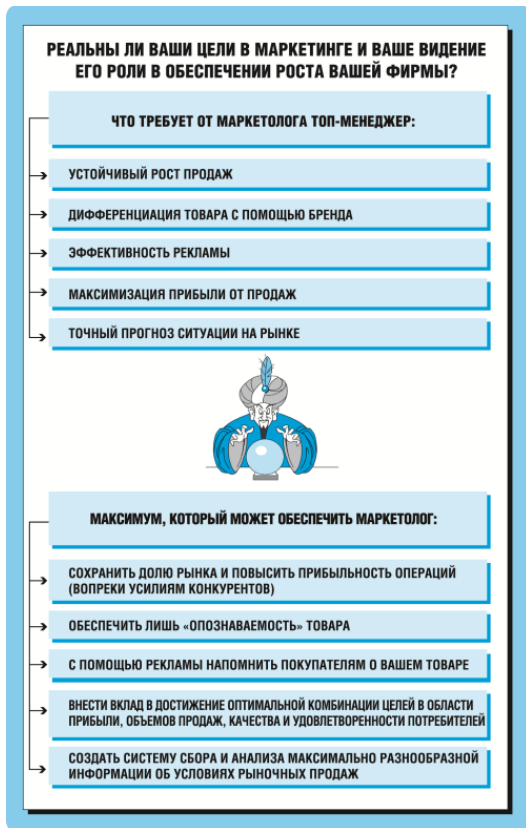 РЕАЛЬНЫ ЛИ ВАШИ ЦЕЛИ В МАРКЕТИНГЕ И ВАШЕ ВИДЕНИЕ
ЕГО РОЛИ В ОБЕСПЕЧЕНИИ РОСТА ВАШЕЙ ФИРМЫ?
ЧТО ТРЕБУЕТ ОТ МАРКЕТОЛОГА ТОП-МЕНЕДЖЕР:
УСТОЙЧИВЫЙ РОСТ ПРОДАЖ
ДИФФЕРЕНЦИАЦИЯ ТОВАРА С ПОМОЩЬЮ БРЕНДА
ЭФФЕКТИВНОСТЬ РЕКЛАМЫ
МАКСИМИЗАЦИЯ ПРИБЫЛИ ОТ ПРОДАЖ
ТОЧНЫЙ ПРОГНОЗ СИТУАЦИИ НА РЫНКЕ
МАКСИМУМ, КОТОРЫЙ МОЖЕТ ОБЕСПЕЧИТЬ МАРКЕТОЛОГ:
СОХРАНИТЬ ДОЛЮ РЫНКА И ПОВЫСИТЬ ПРИБЫЛЬНОСТЬ ОПЕРАЦИЙ
(ВОПРЕКИ УСИЛИЯМ КОНКУРЕНТОВ)
ОБЕСПЕЧИТЬ ЛИШЬ «ОПОЗНАВАЕМОСТЬ» ТОВАРА
С ПОМОЩЬЮ РЕКЛАМЫ НАПОМНИТЬ ПОКУПАТЕЛЯМ О ВАШЕМ ТОВАРЕ
ВНЕСТИ ВКЛАД В ДОСТИЖЕНИЕ ОПТИМАЛЬНОЙ КОМБИНАЦИИ ЦЕЛЕЙ В ОБЛАСТИ
ПРИБЫЛИ, ОБЪЕМОВ ПРОДАЖ, КАЧЕСТВА И УДОВЛЕТВОРЕННОСТИ ПОТРЕБИТЕЛЕЙ
СОЗДАТЬ СИСТЕМУ СБОРА И АНАЛИЗА МАКСИМАЛЬНО РАЗНООБРАЗНОЙ
ИНФОРМАЦИИ ОБ УСЛОВИЯХ РЫНОЧНЫХ ПРОДАЖ